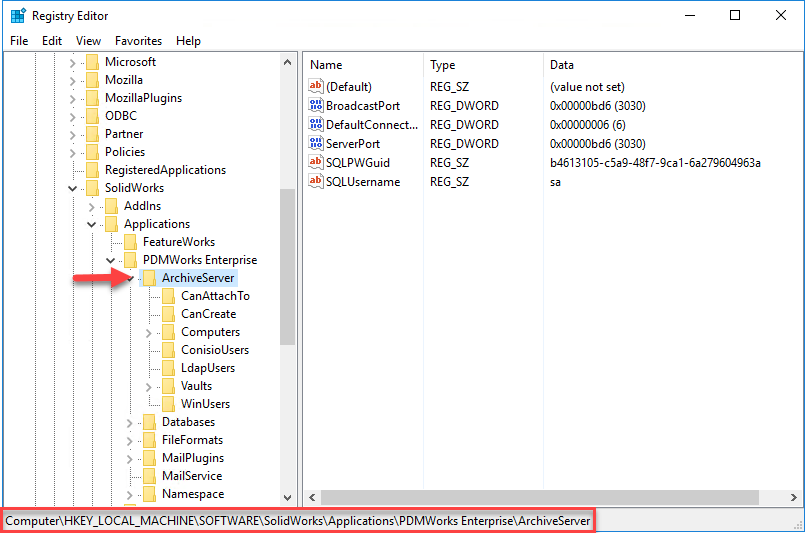 Registry Editor
File Edit View Favorites Help
Microsoft
Mozilla
MozillaPlugins
ODBC
Partner
Policies
RegisteredApplications
SolidWorks
AddIns
Applications
FeatureWorks
PDMWorks Enterprise
ArchiveServer
CanAttachTo
CanCreate
Computers
ConisioUsers
LdapUsers
Vaults
WinUsers
Databases
FileFormats
MailPlugins
MailService
Namespace
Name Type Data
(Default) REG_SZ (value not set)
BroadcastPort REG_DWORD 0x00000bd6 (3030)
DefaultConnect... REG_DWORD 0x00000006 (6)
ServerPort REG_DWORD 0x00000bd6 (3030)
SQLPWGuid REG_SZ b4613105-c5a9-48f7-9ca1-6a279604963a
SQLUsername REG_SZ sa
Computer\HKEY_LOCAL_MACHINE\SOFTWARE\SolidWorks\Applications\PDMWorks Enterprise\ArchiveServer